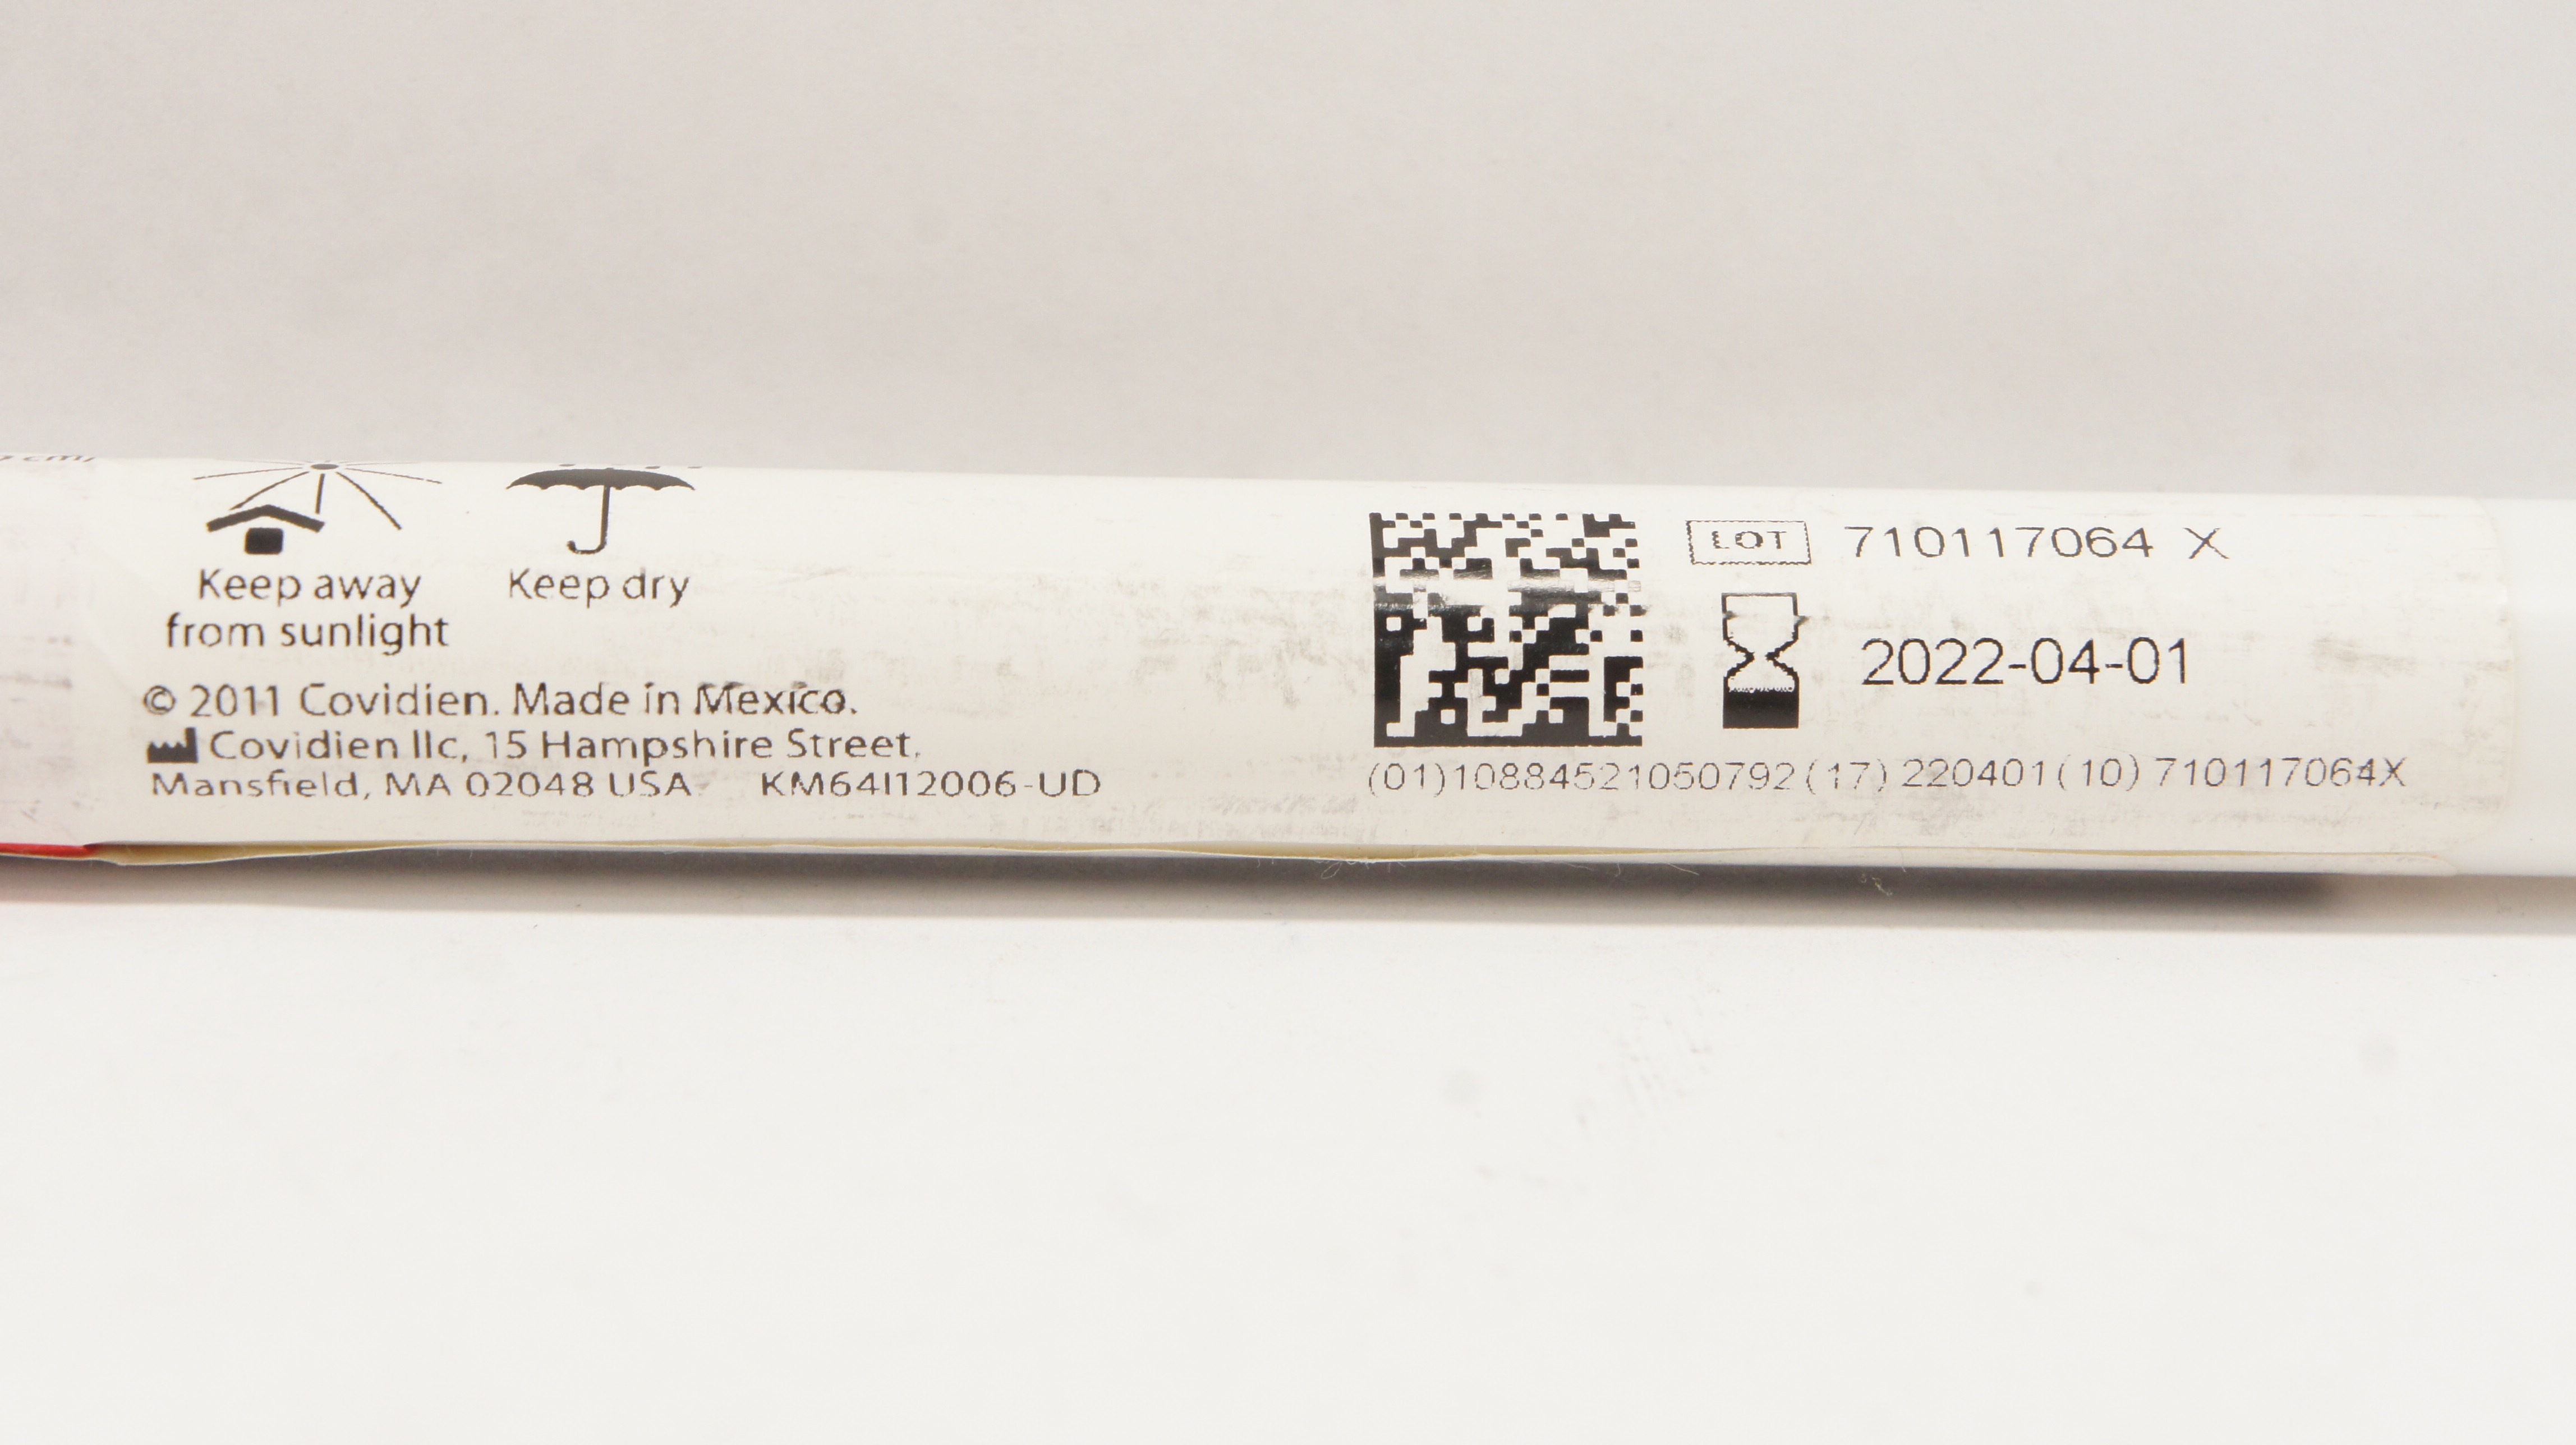 Keep away
from sunlight
Keep dry
© 2011 Covidien. Made in Mexico.
Covidien llc, 15 Hampshire Street,
Mansfield, MA 02048 USA. KM64I12006-UD
LOT 710117064 X
2022-04-01
(01)10884521050792(17)220401(10)710117064X